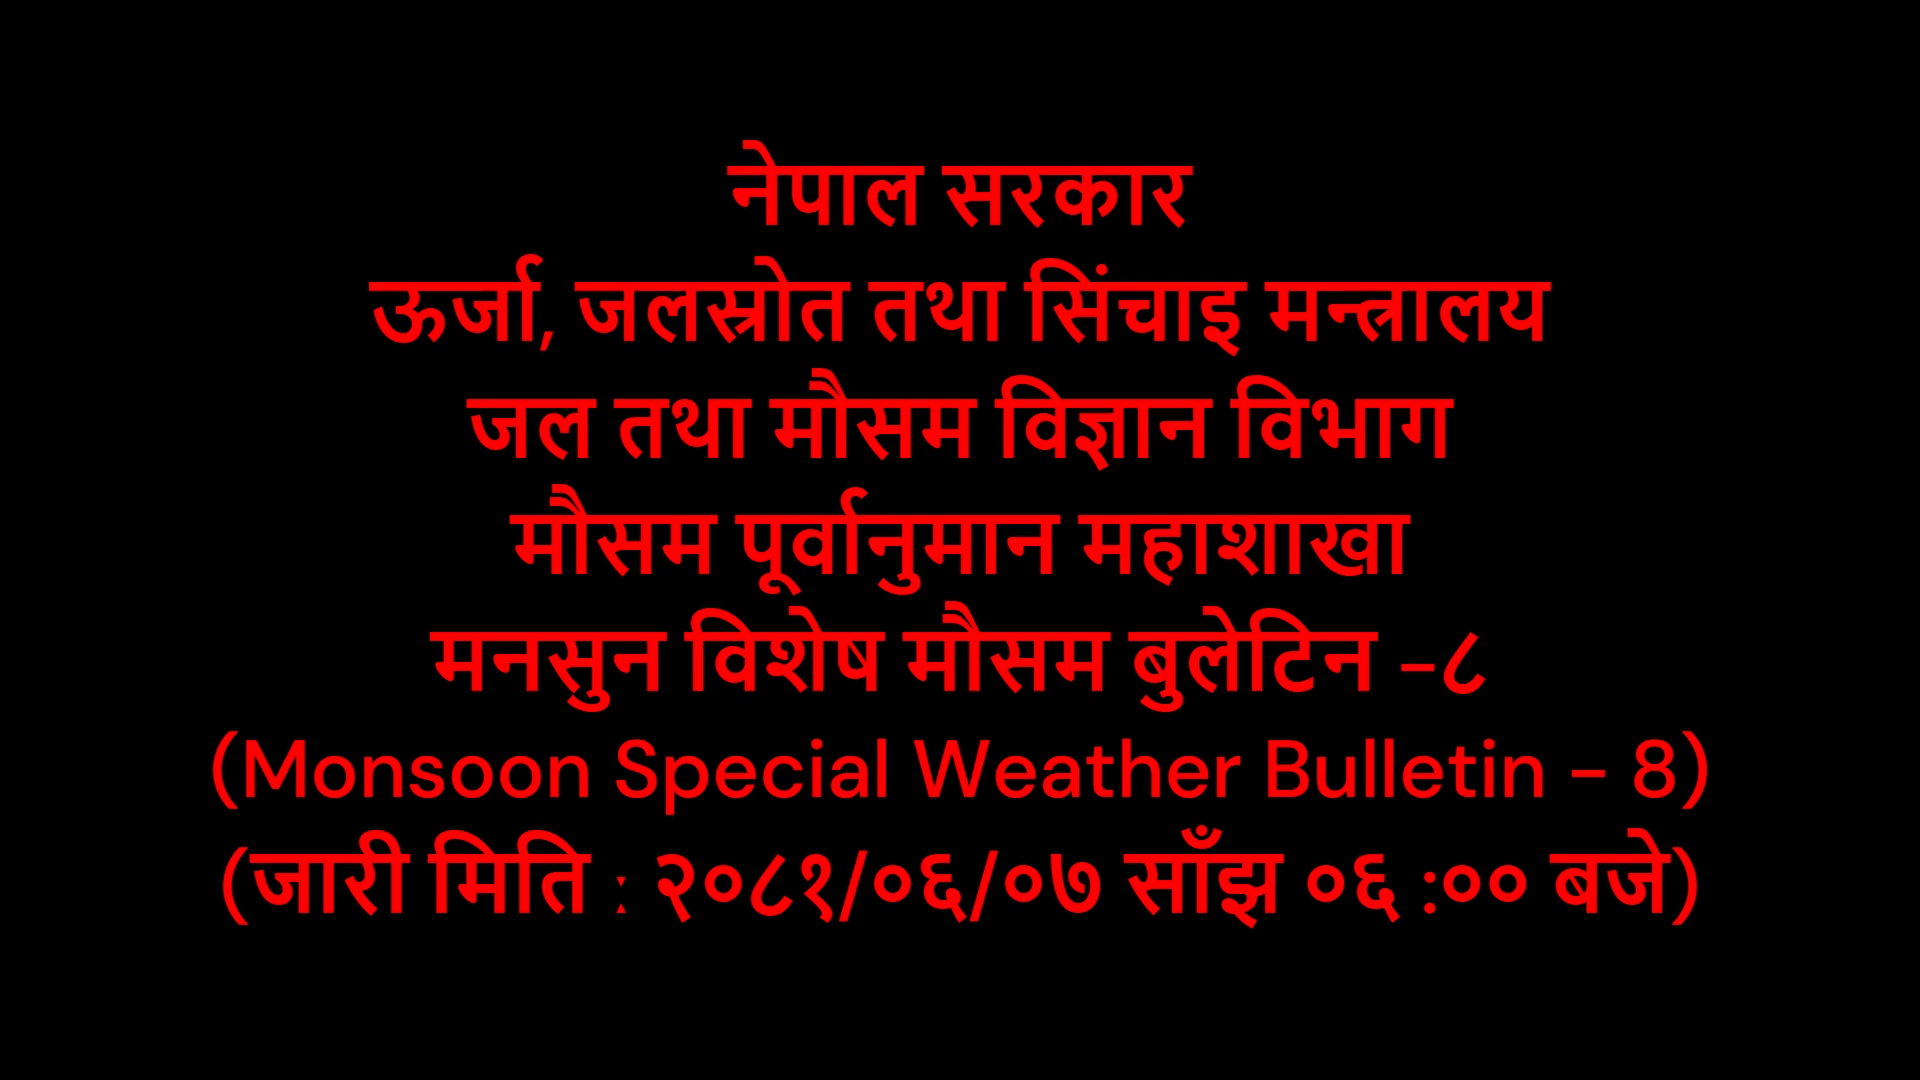 नेपाल सरकार
ऊर्जा, जलस्रोत तथा सिंचाइ मन्त्रालय
जल तथा मौसम विज्ञान विभाग
मौसम पूर्वानुमान महाशाखा
मनसुन विशेष मौसम बुलेटिन -८
(Monsoon Special Weather Bulletin - 8)
(जारी मिति : २०८१/०६/०७ साँझ ०६ :०० बजे)